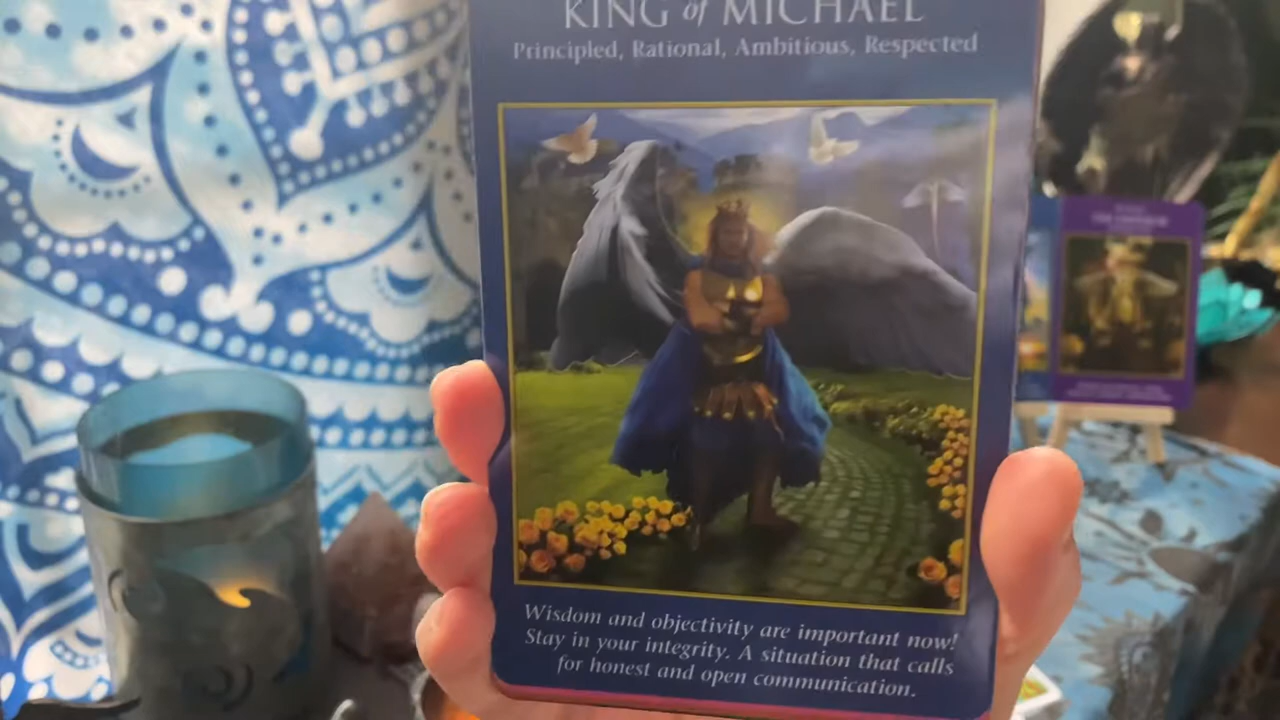 KING of MICHAEL
Principled, Rational, Ambitious, Respected
Wisdom and objectivity are important now!
Stay in your integrity. A situation that calls
for honest and open communication.